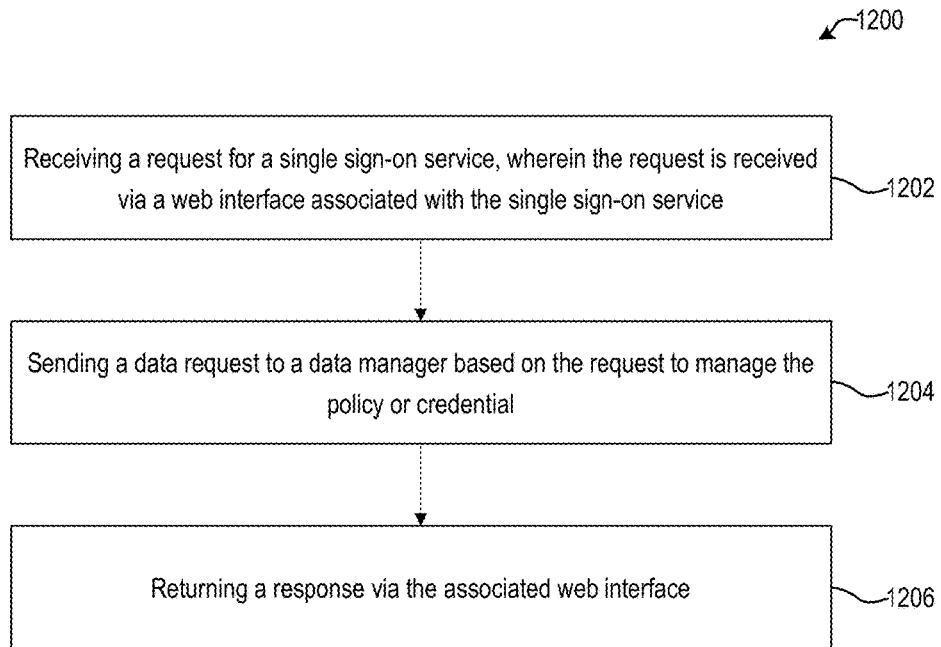 1200
Receiving a request for a single sign-on service, wherein the request is received
via a web interface associated with the single sign-on service
1202
Sending a data request to a data manager based on the request to manage the
policy or credential
1204
Returning a response via the associated web interface
1206